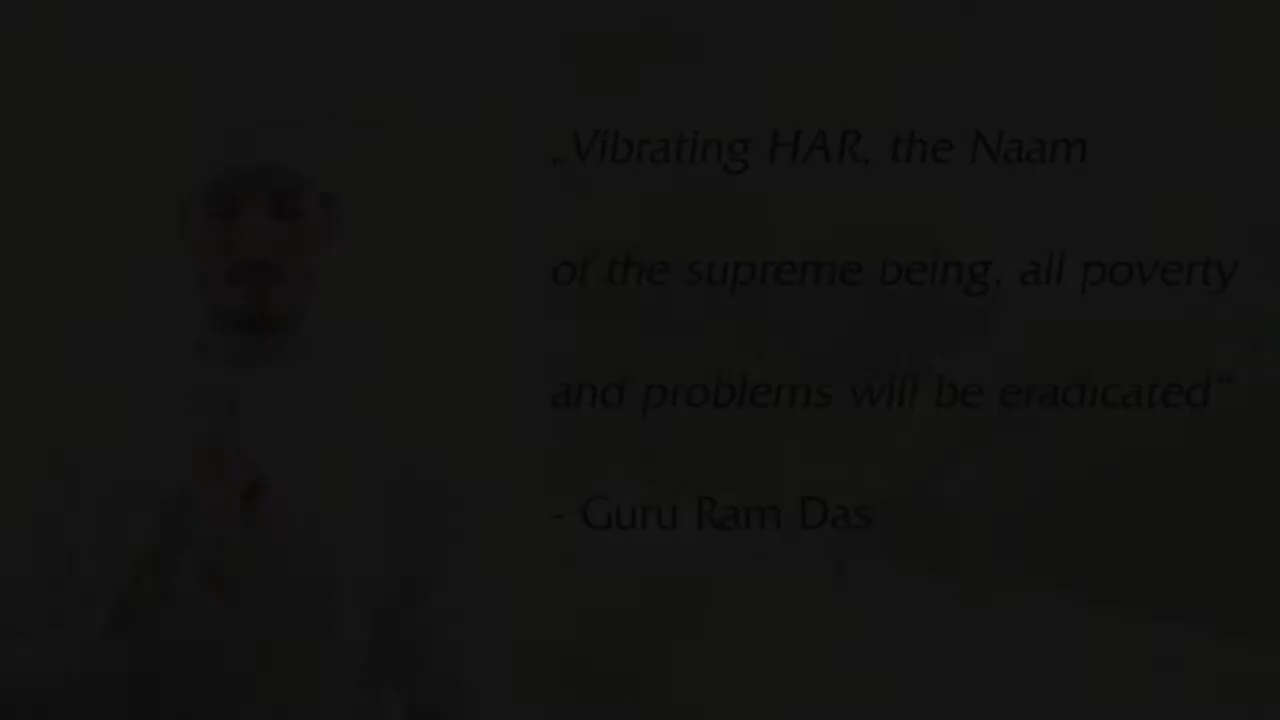 „Vibrating HAR, the Naam
of the supreme being, all poverty
and problems will be eradicated“
- Guru Ram Das